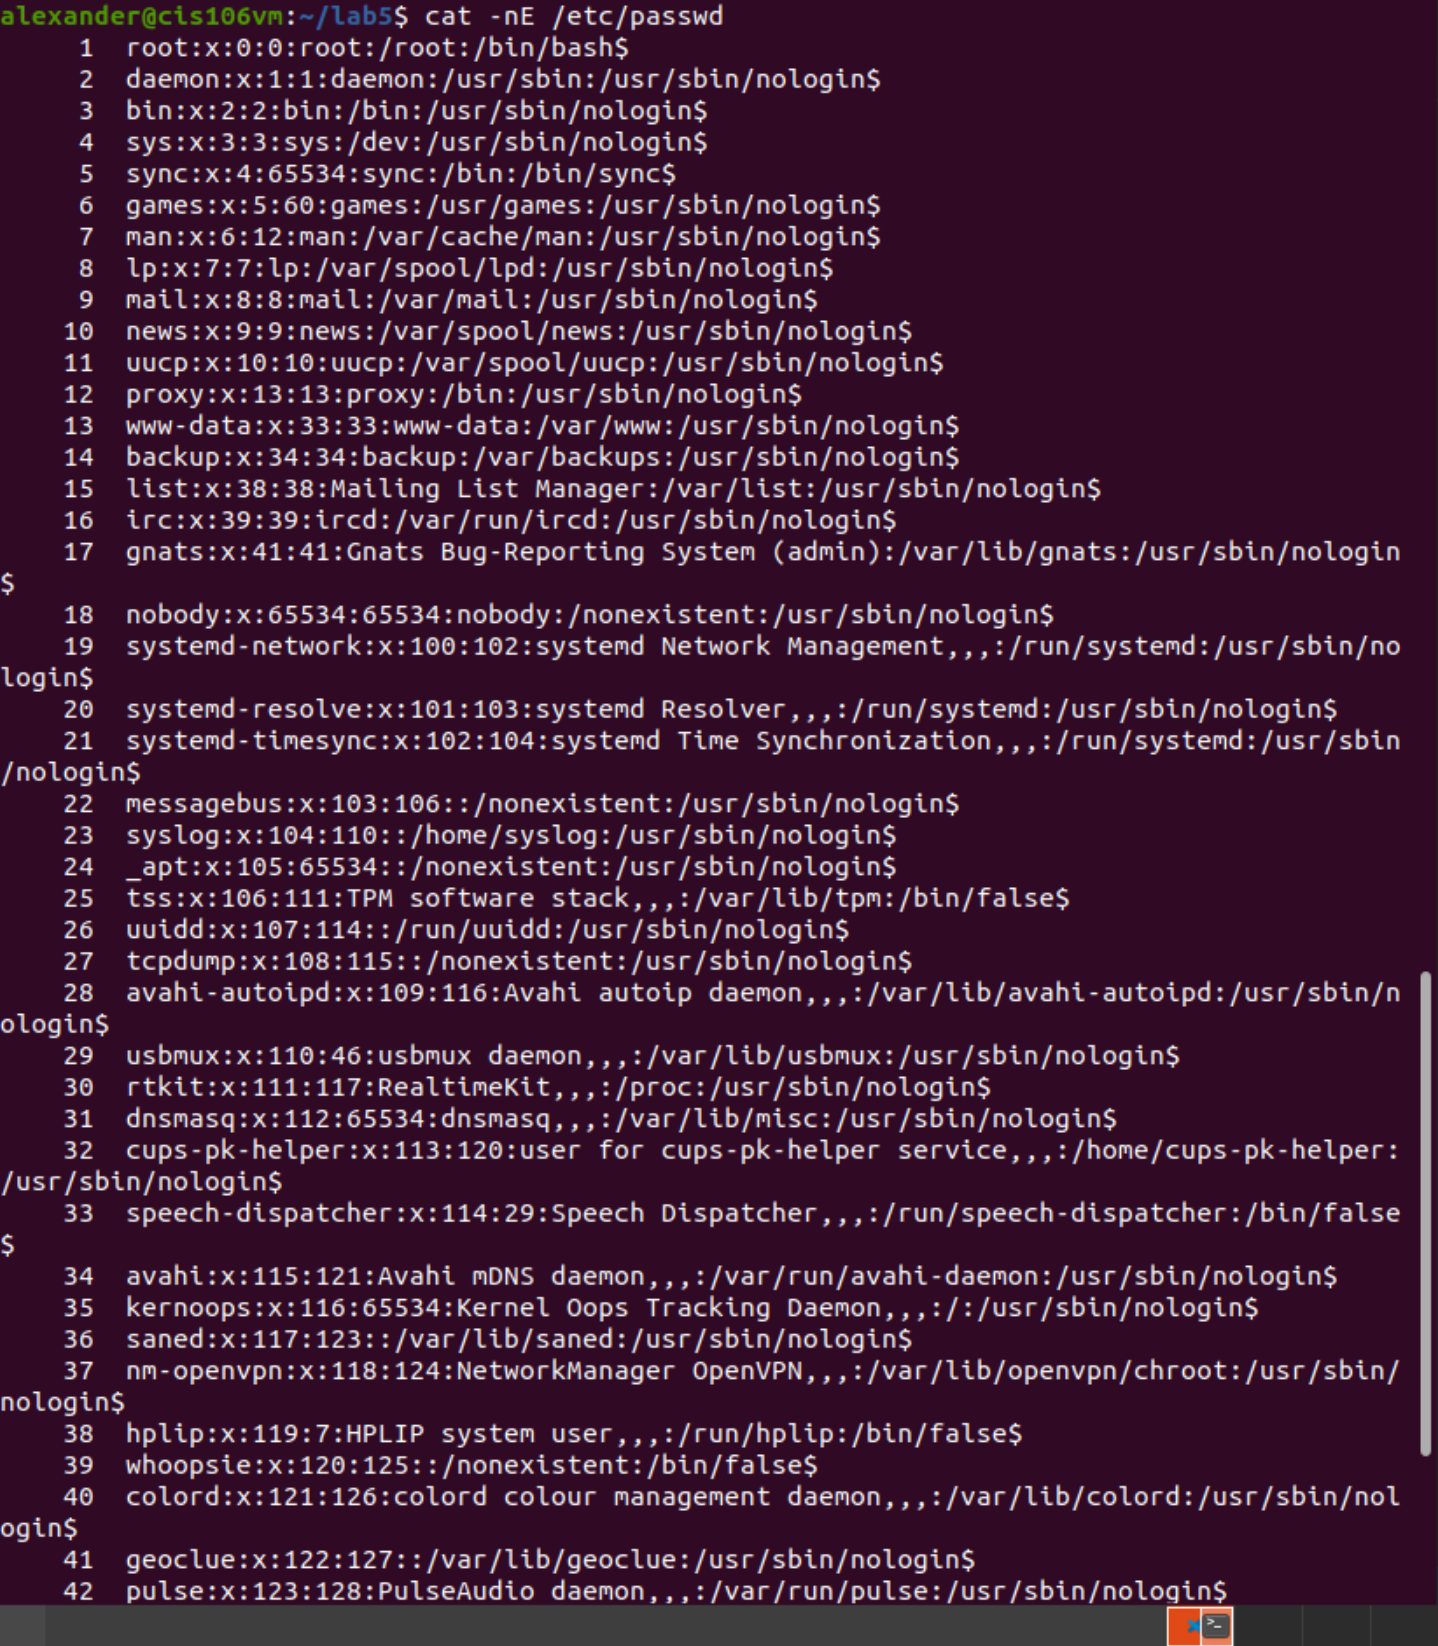 alexander@cis106vm:~/lab5$ cat -nE /etc/passwd
     1  root:x:0:0:root:/root:/bin/bash$
     2  daemon:x:1:1:daemon:/usr/sbin:/usr/sbin/nologin$
     3  bin:x:2:2:bin:/bin:/usr/sbin/nologin$
     4  sys:x:3:3:sys:/dev:/usr/sbin/nologin$
     5  sync:x:4:65534:sync:/bin:/bin/sync$
     6  games:x:5:60:games:/usr/games:/usr/sbin/nologin$
     7  man:x:6:12:man:/var/cache/man:/usr/sbin/nologin$
     8  lp:x:7:7:lp:/var/spool/lpd:/usr/sbin/nologin$
     9  mail:x:8:8:mail:/var/mail:/usr/sbin/nologin$
    10  news:x:9:9:news:/var/spool/news:/usr/sbin/nologin$
    11  uucp:x:10:10:uucp:/var/spool/uucp:/usr/sbin/nologin$
    12  proxy:x:13:13:proxy:/bin:/usr/sbin/nologin$
    13  www-data:x:33:33:www-data:/var/www:/usr/sbin/nologin$
    14  backup:x:34:34:backup:/var/backups:/usr/sbin/nologin$
    15  list:x:38:38:Mailing List Manager:/var/list:/usr/sbin/nologin$
    16  irc:x:39:39:ircd:/var/run/ircd:/usr/sbin/nologin$
    17  gnats:x:41:41:Gnats Bug-Reporting System (admin):/var/lib/gnats:/usr/sbin/nologin
$
    18  nobody:x:65534:65534:nobody:/nonexistent:/usr/sbin/nologin$
    19  systemd-network:x:100:102:systemd Network Management,,,:/run/systemd:/usr/sbin/no
login$
    20  systemd-resolve:x:101:103:systemd Resolver,,,:/run/systemd:/usr/sbin/nologin$
    21  systemd-timesync:x:102:104:systemd Time Synchronization,,,:/run/systemd:/usr/sbin
/nologin$
    22  messagebus:x:103:106::/nonexistent:/usr/sbin/nologin$
    23  syslog:x:104:110::/home/syslog:/usr/sbin/nologin$
    24  _apt:x:105:65534::/nonexistent:/usr/sbin/nologin$
    25  tss:x:106:111:TPM software stack,,,:/var/lib/tpm:/bin/false$
    26  uuidd:x:107:114::/run/uuidd:/usr/sbin/nologin$
    27  tcpdump:x:108:115::/nonexistent:/usr/sbin/nologin$
    28  avahi-autoipd:x:109:116:Avahi autoip daemon,,,:/var/lib/avahi-autoipd:/usr/sbin/n
ologin$
    29  usbmux:x:110:46:usbmux daemon,,,:/var/lib/usbmux:/usr/sbin/nologin$
    30  rtkit:x:111:117:RealtimeKit,,,:/proc:/usr/sbin/nologin$
    31  dnsmasq:x:112:65534:dnsmasq,,,:/var/lib/misc:/usr/sbin/nologin$
    32  cups-pk-helper:x:113:120:user for cups-pk-helper service,,,:/home/cups-pk-helper:
/usr/sbin/nologin$
    33  speech-dispatcher:x:114:29:Speech Dispatcher,,,:/run/speech-dispatcher:/bin/false
$
    34  avahi:x:115:121:Avahi mDNS daemon,,,:/var/run/avahi-daemon:/usr/sbin/nologin$
    35  kernoops:x:116:65534:Kernel Oops Tracking Daemon,,,:/:/usr/sbin/nologin$
    36  saned:x:117:123::/var/lib/saned:/usr/sbin/nologin$
    37  nm-openvpn:x:118:124:NetworkManager OpenVPN,,,:/var/lib/openvpn/chroot:/usr/sbin/
nologin$
    38  hplip:x:119:7:HPLIP system user,,,:/run/hplip:/bin/false$
    39  whoopsie:x:120:125::/nonexistent:/bin/false$
    40  colord:x:121:126:colord colour management daemon,,,:/var/lib/colord:/usr/sbin/nol
ogin$
    41  geoclue:x:122:127::/var/lib/geoclue:/usr/sbin/nologin$
    42  pulse:x:123:128:PulseAudio daemon,,,:/var/run/pulse:/usr/sbin/nologin$